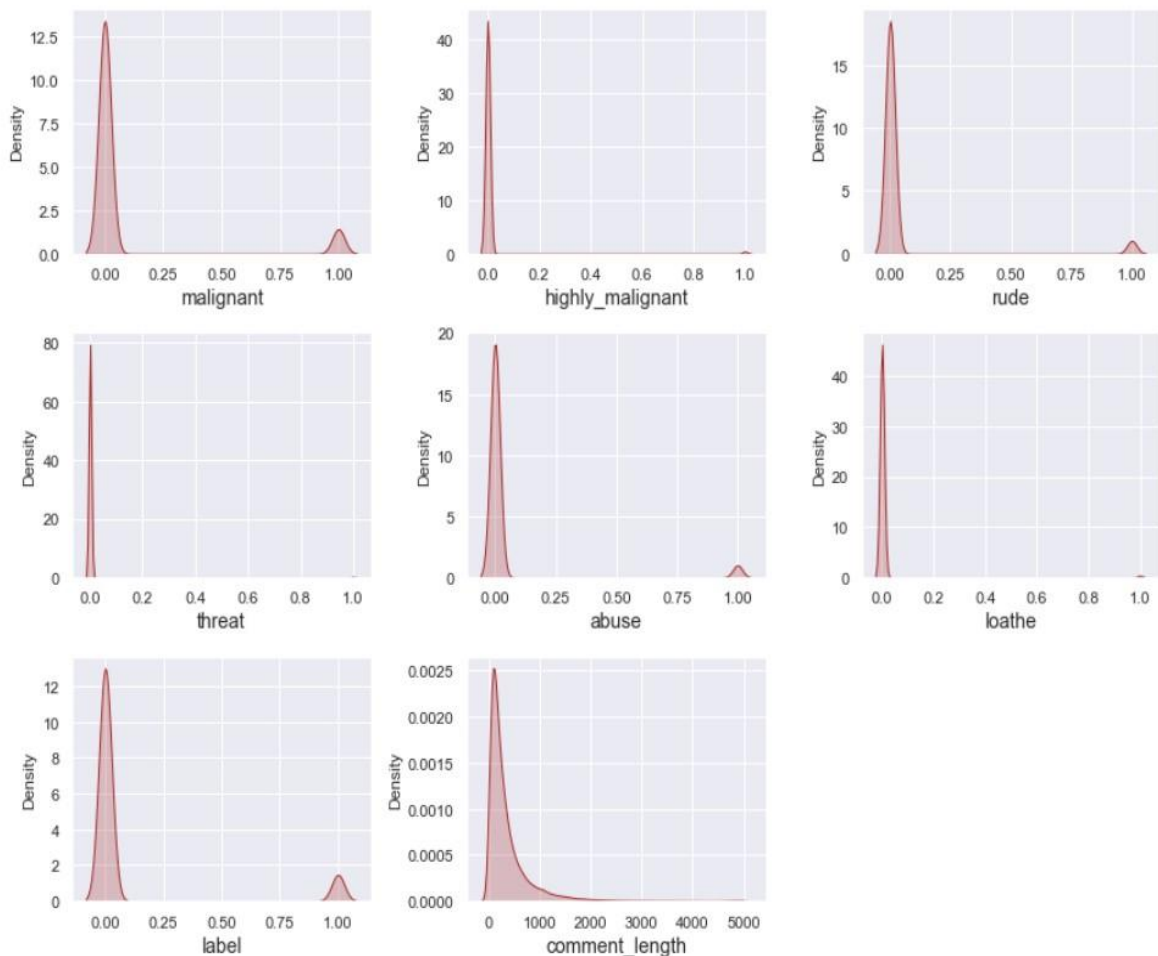 12.5
10.0
7.5
5.0
2.5
0.0
Density
0.00 0.25 0.50 0.75 1.00
malignant
40
30
20
10
0
Density
0.0 0.2 0.4 0.6 0.8 1.0
highly_malignant
15
10
5
0
Density
0.00 0.25 0.50 0.75 1.00
rude
80
60
40
20
0
Density
0.0 0.2 0.4 0.6 0.8 1.0
threat
20
15
10
5
0
Density
0.00 0.25 0.50 0.75 1.00
abuse
40
30
20
10
0
Density
0.0 0.2 0.4 0.6 0.8 1.0
loathe
12
10
8
6
4
2
0
Density
0.00 0.25 0.50 0.75 1.00
label
0.0025
0.0020
0.0015
0.0010
0.0005
0.0000
Density
0 1000 2000 3000 4000 5000
comment_length